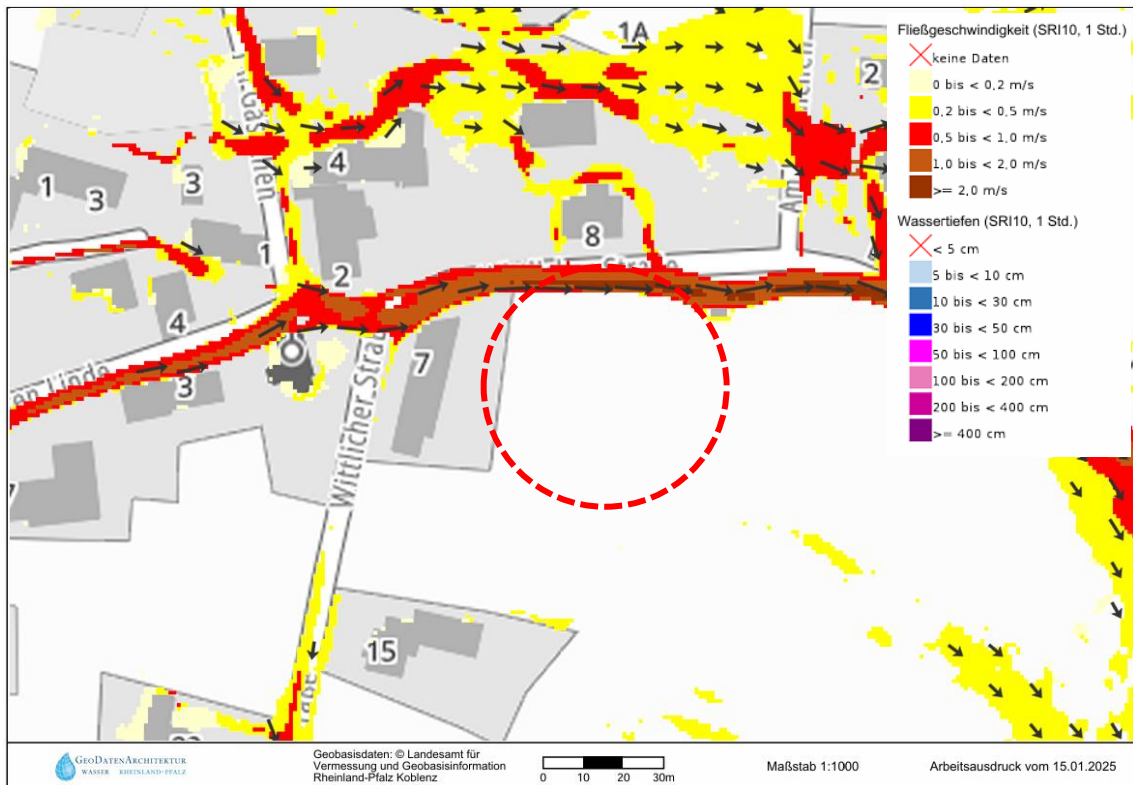 1A
Fließgeschwindigkeit (SRI10, 1 Std.)
keine Daten
0 bis < 0,2 m/s
0,2 bis < 0,5 m/s
0,5 bis < 1,0 m/s
1,0 bis < 2,0 m/s
>= 2,0 m/s
Wassertiefen (SRI10, 1 Std.)
< 5 cm
5 bis < 10 cm
10 bis < 30 cm
30 bis < 50 cm
50 bis < 100 cm
100 bis < 200 cm
200 bis < 400 cm
>= 400 cm
2
4
1
3
3
8
1
2
4
3
7
en Linde
Wittlicher Straß
15
GEODATENARCHITEKTUR
WASSER RHEINLAND-PFALZ
Geobasisdaten: © Landesamt für
Vermessung und Geobasisinformation
Rheinland-Pfalz Koblenz
0 10 20 30m
Maßstab 1:1000
Arbeitsausdruck vom 15.01.2025